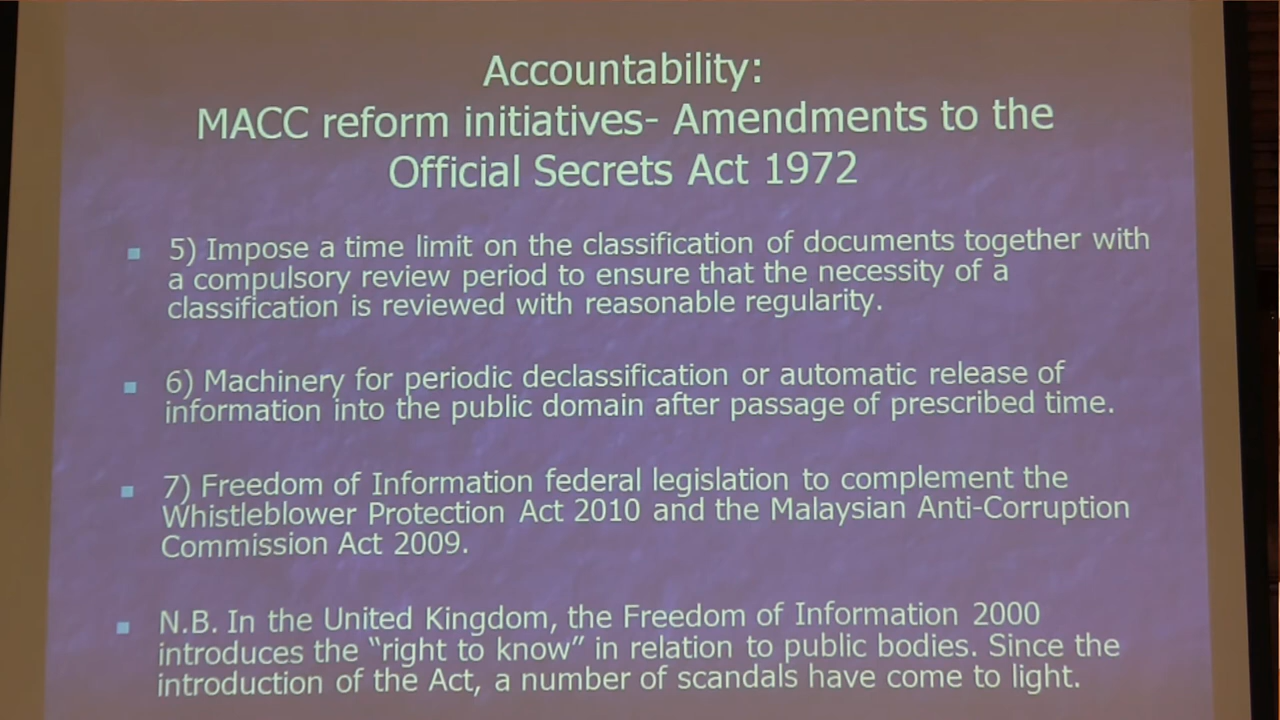 Accountability:
MACC reform initiatives- Amendments to the
Official Secrets Act 1972
5) Impose a time limit on the classification of documents together with
a compulsory review period to ensure that the necessity of a
classification is reviewed with reasonable regularity.
6) Machinery for periodic declassification or automatic release of
information into the public domain after passage of prescribed time.
7) Freedom of Information federal legislation to complement the
Whistleblower Protection Act 2010 and the Malaysian Anti-Corruption
Commission Act 2009.
N.B. In the United Kingdom, the Freedom of Information 2000
introduces the “right to know” in relation to public bodies. Since the
introduction of the Act, a number of scandals have come to light.